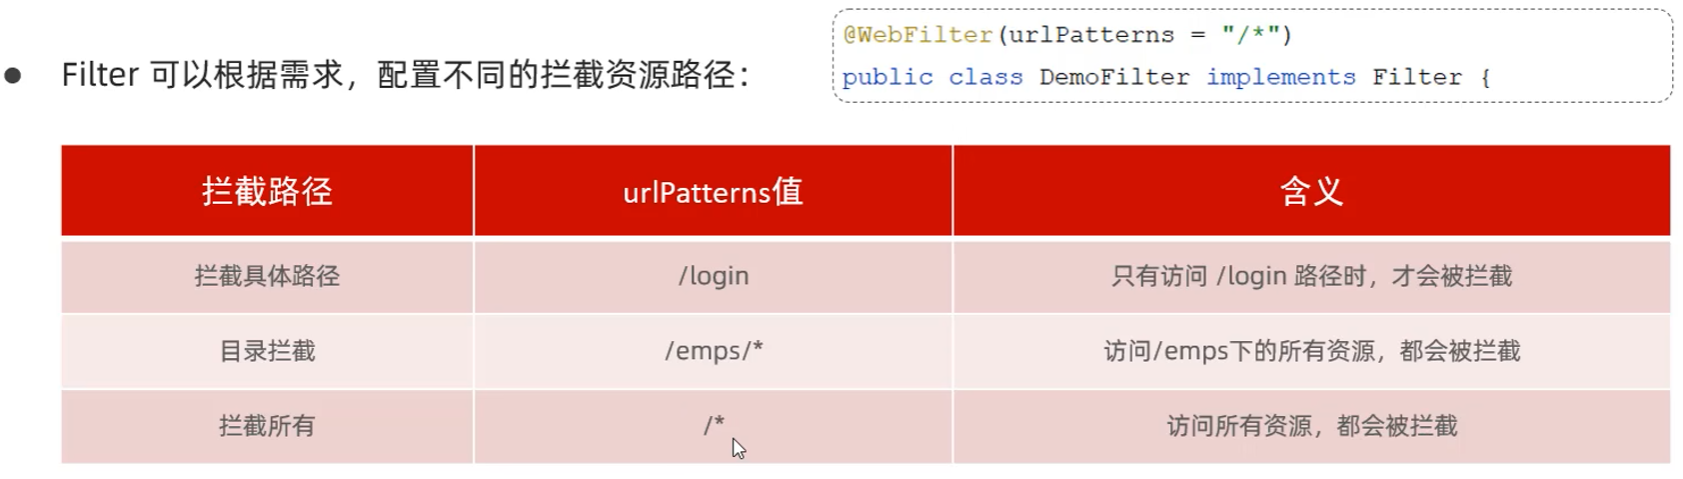 @WebFilter(urlPatterns = "/*")
public class DemoFilter implements Filter {
● Filter 可以根据需求，配置不同的拦截资源路径：
拦截路径 urlPatterns值 含义
拦截具体路径 /login 只有访问 /login 路径时，才会被拦截
目录拦截 /emps/* 访问/emps下的所有资源，都会被拦截
拦截所有 /* 访问所有资源，都会被拦截